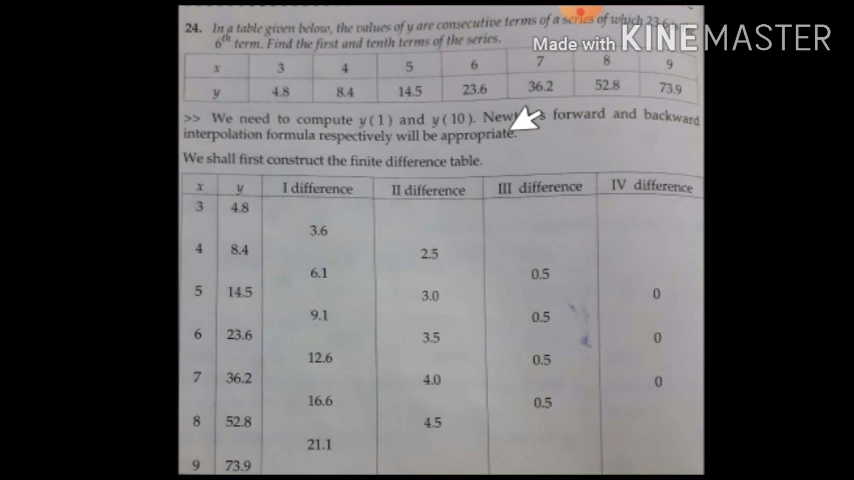 24. In a table given below, the values of y are consecutive terms of a series of which 23.6
6th term. Find the first and tenth terms of the series.
Made with KINEMASTER
x 3 4 5 6 7 8 9
y 4.8 8.4 14.5 23.6 36.2 52.8 73.9
>> We need to compute y ( 1 ) and y ( 10 ). forward and backward
interpolation formula respectively will be appropriate.
We shall first construct the finite difference table.
x y I difference II difference III difference IV difference
3 4.8
3.6
4 8.4 2.5
6.1 0.5
5 14.5 3.0 0
9.1 0.5
6 23.6 3.5 0
12.6 0.5
7 36.2 4.0 0
16.6 0.5
8 52.8 4.5
21.1
9 73.9